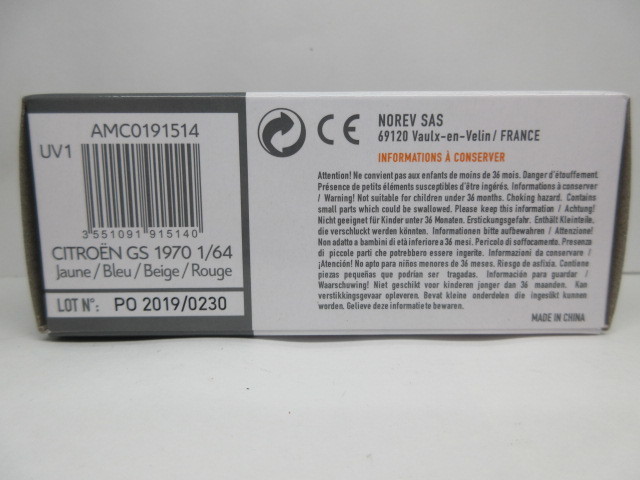 AMC0191514
UV1
3 551091 915140
CITROËN GS 1970 1/64
Jaune/Bleu/Beige/Rouge
LOT N°: PO 2019/0230
CE
NOREV SAS
69120 Vaulx-en-Velin / FRANCE
INFORMATIONS À CONSERVER
Attention! Ne convient pas aux enfants de moins de 36 mois. Danger d'étouffement.
Présence de petits éléments susceptibles d'être ingérés. Informations à conserver
/ Warning! Not suitable for children under 36 months. Choking hazard. Contains
small parts which could be swallowed. Please keep this information / Achtung!
Nicht geeignet für Kinder unter 36 Monaten. Erstickungsgefahr. Enthält Kleinteile,
die verschluckt werden könnten. Informationen bitte aufbewahren / Attenzione!
Non adatto a bambini di età inferiore a 36 mesi. Pericolo di soffocamento. Presenza
di piccole parti che potrebbero essere ingerite. Informazioni da conservare /
¡Atención! No apto para niños menores de 36 meses. Riesgo de asfixia. Contiene
piezas pequeñas que podrían ser tragadas. Información para guardar /
Waarschuwing! Niet geschikt voor kinderen jonger dan 36 maanden. Kan
verstikkingsgevaar opleveren. Bevat kleine onderdelen die ingeslikt kunnen
worden. Gelieve deze informatie te bewaren.
MADE IN CHINA